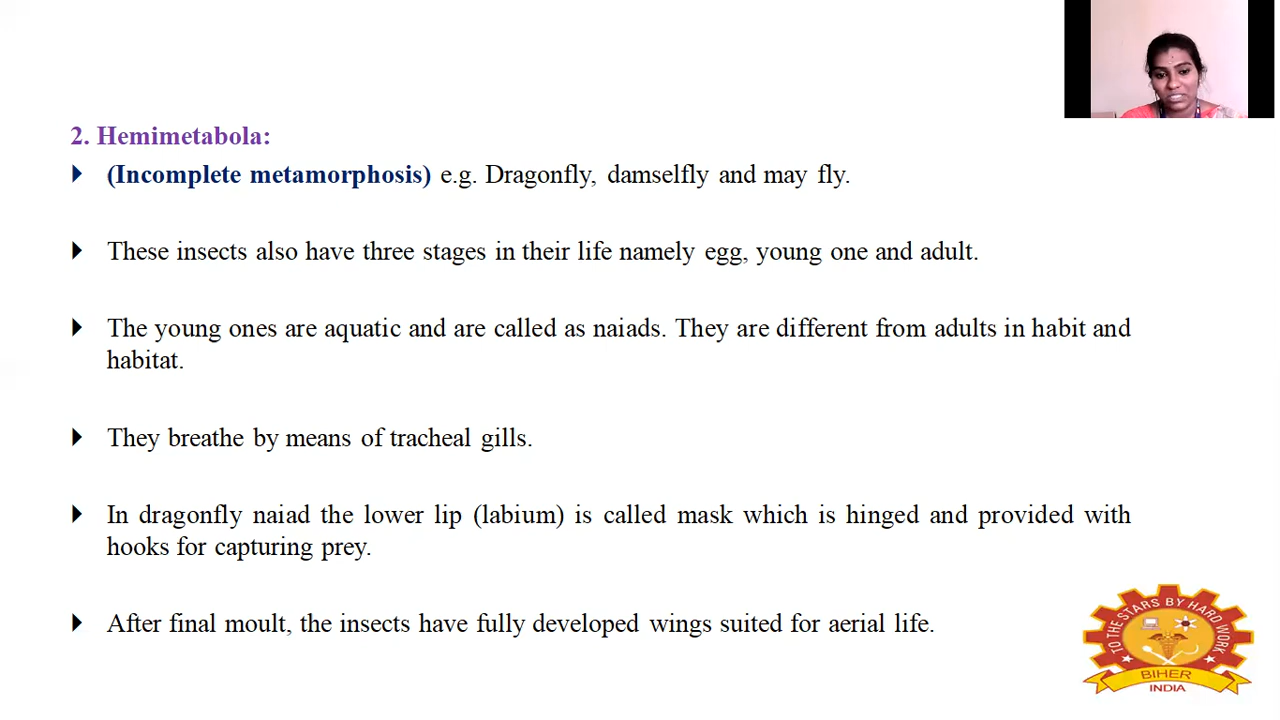 2. Hemimetabola:
(Incomplete metamorphosis) e.g. Dragonfly, damselfly and may fly.
These insects also have three stages in their life namely egg, young one and adult.
The young ones are aquatic and are called as naiads. They are different from adults in habit and
habitat.
They breathe by means of tracheal gills.
In dragonfly naiad the lower lip (labium) is called mask which is hinged and provided with
hooks for capturing prey.
After final moult, the insects have fully developed wings suited for aerial life.
TO THE STARS BY HARD WORK
BIHER
INDIA